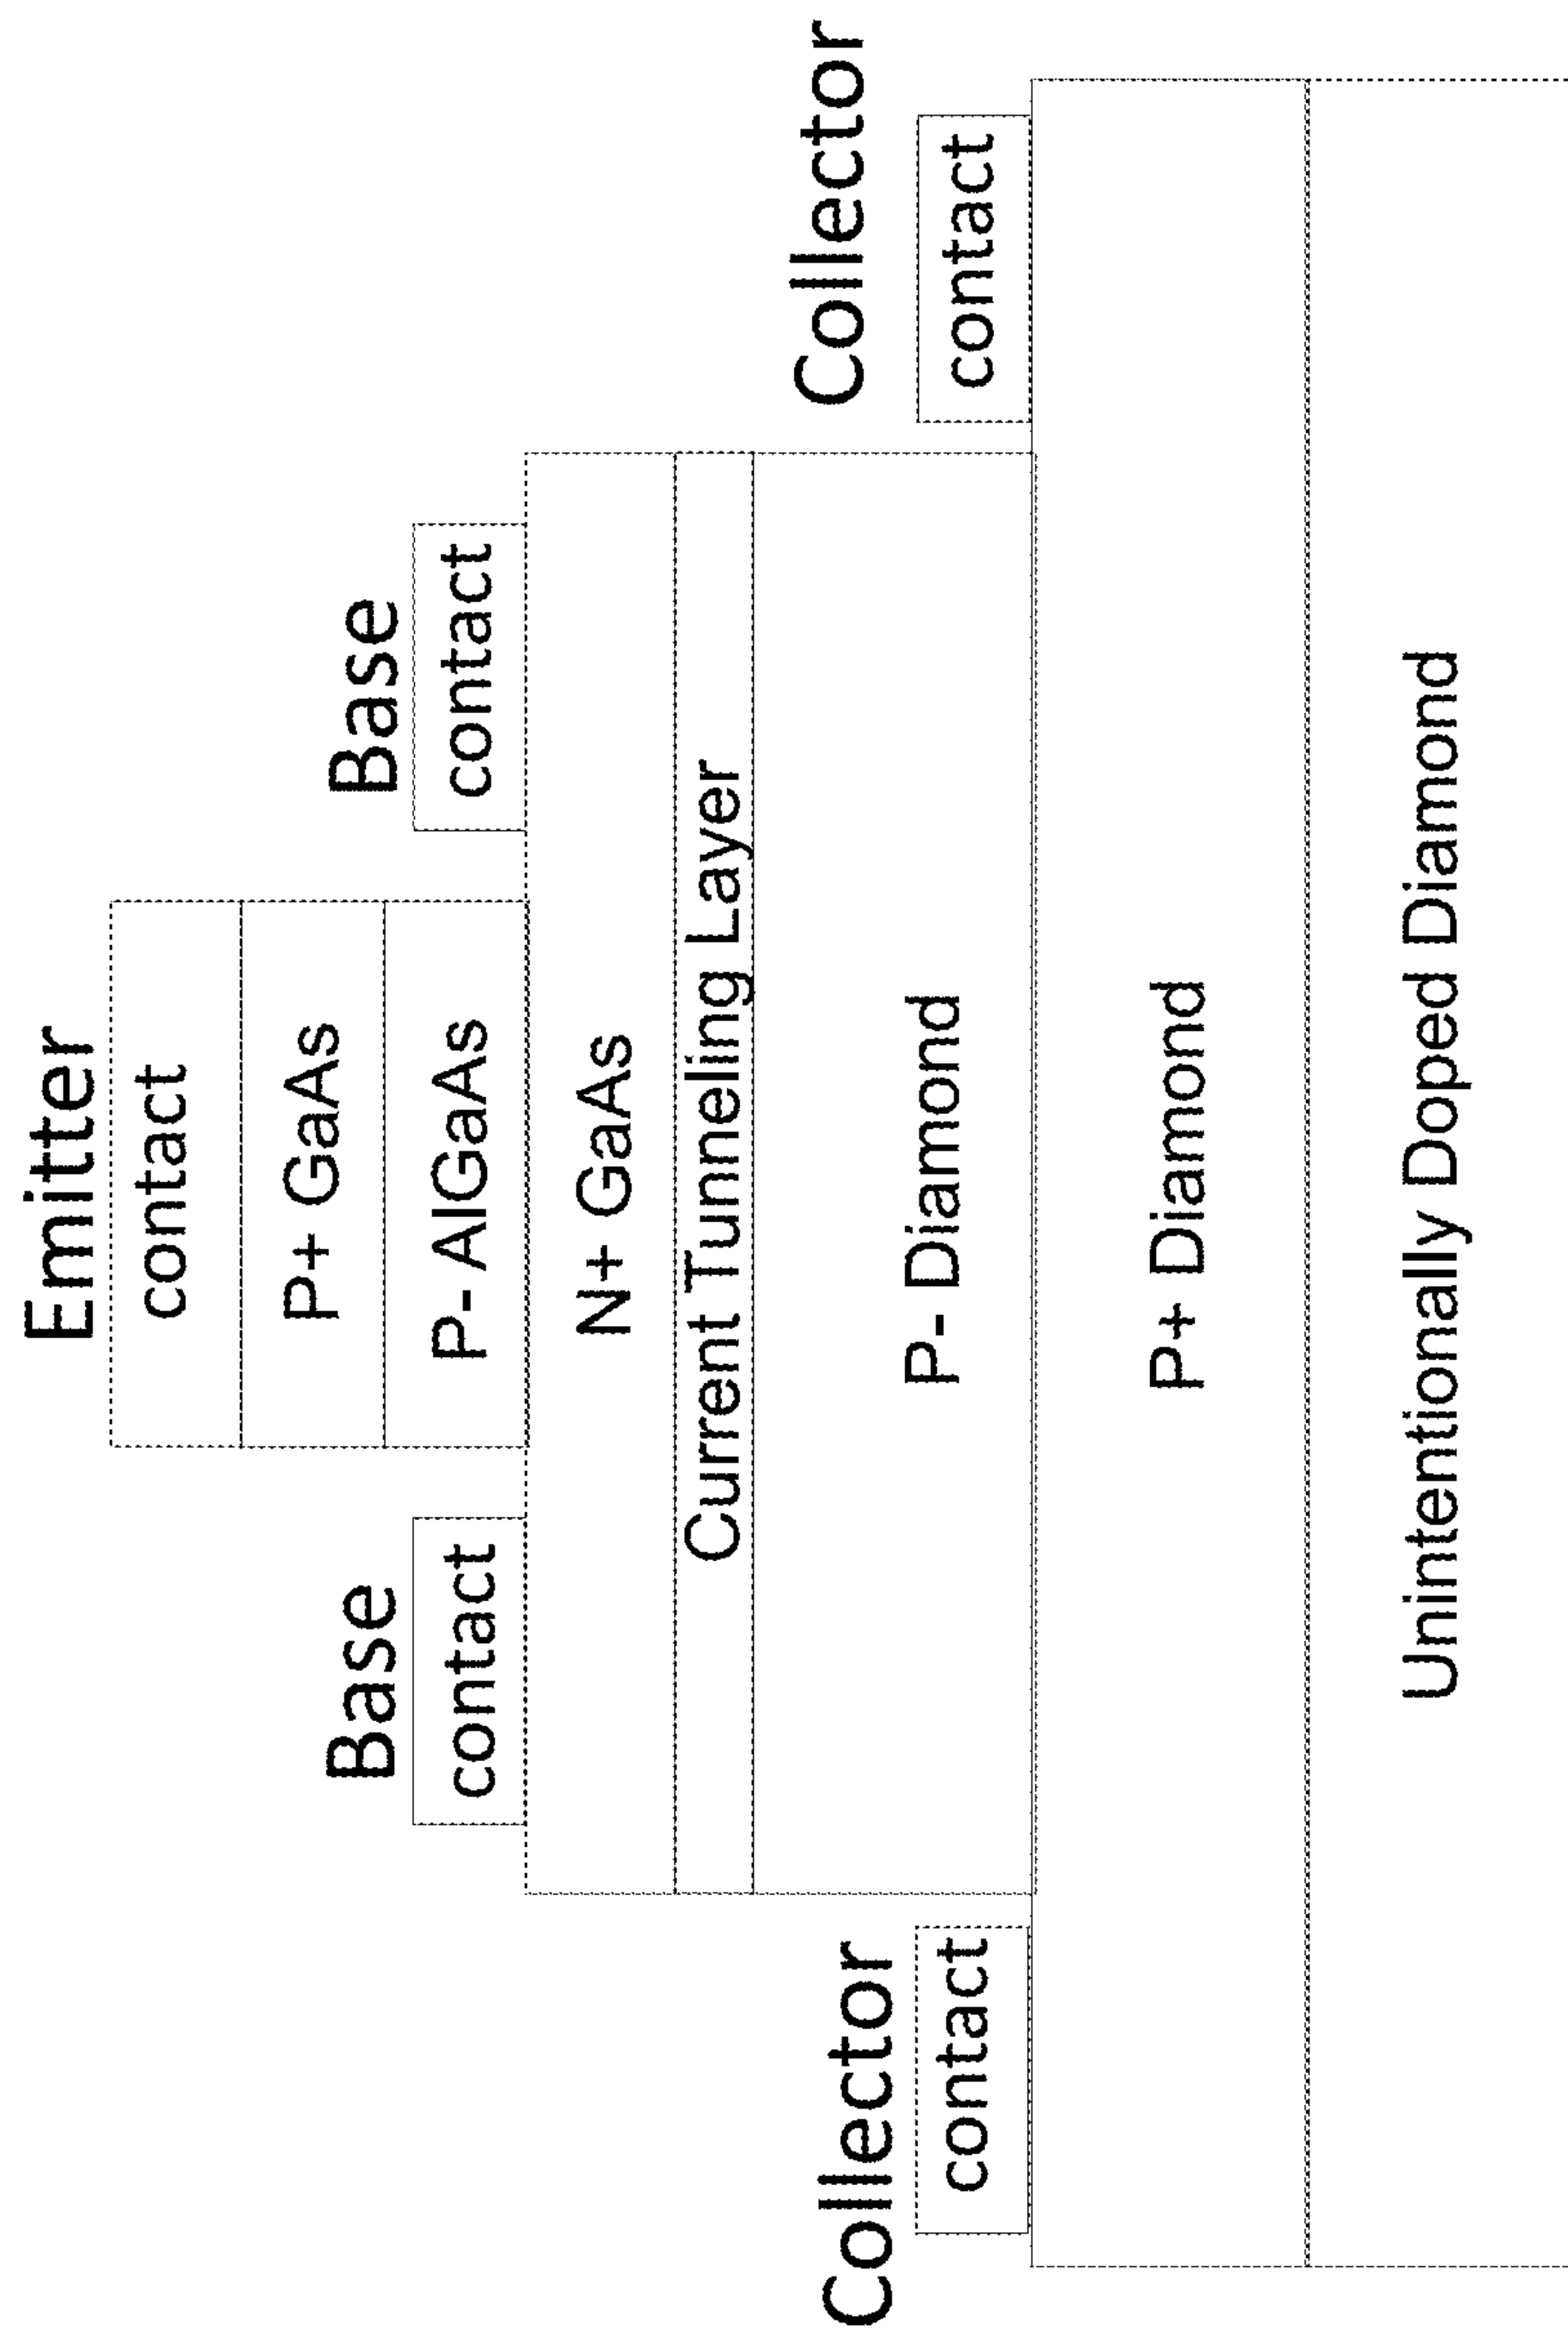 Emitter
contact
P+ GaAs
P- AlGaAs
Base
contact
Base
contact
N+ GaAs
Current Tunneling Layer
P- Diamond
Collector
contact
Collector
contact
P+ Diamond
Unintentionally Doped Diamond